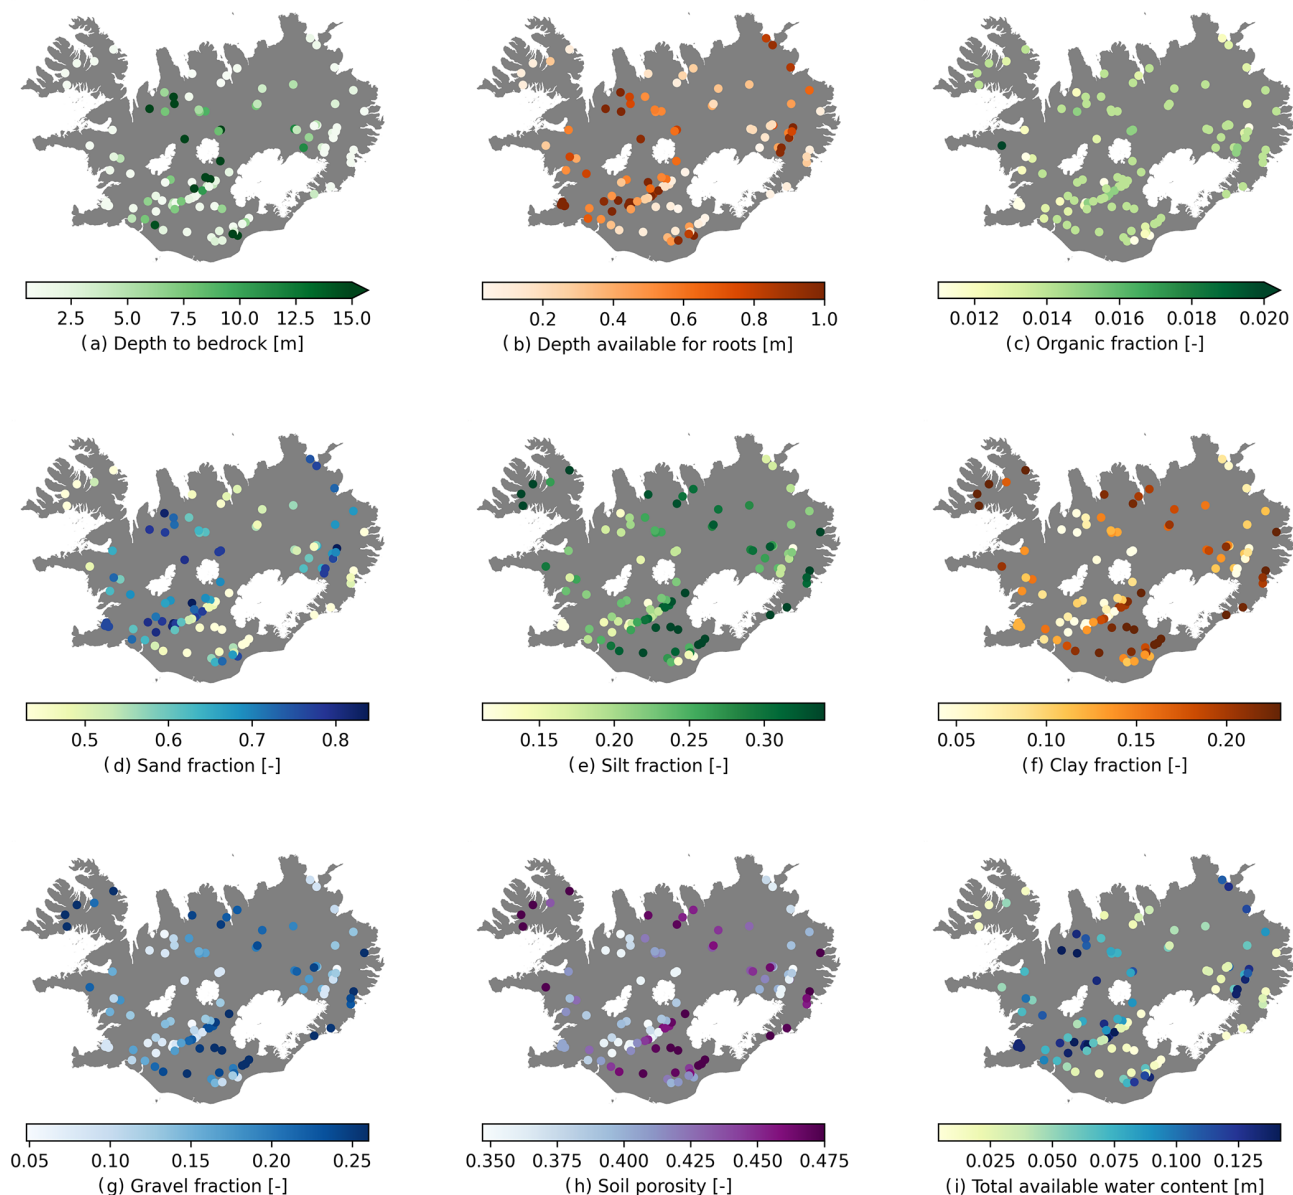 2.5 5.0 7.5 10.0 12.5 15.0
(a) Depth to bedrock [m]
0.2 0.4 0.6 0.8 1.0
(b) Depth available for roots [m]
0.012 0.014 0.016 0.018 0.020
(c) Organic fraction [-]
0.5 0.6 0.7 0.8
(d) Sand fraction [-]
0.15 0.20 0.25 0.30
(e) Silt fraction [-]
0.05 0.10 0.15 0.20
(f) Clay fraction [-]
0.05 0.10 0.15 0.20 0.25
(g) Gravel fraction [-]
0.350 0.375 0.400 0.425 0.450 0.475
(h) Soil porosity [-]
0.025 0.050 0.075 0.100 0.125
(i) Total available water content [m]